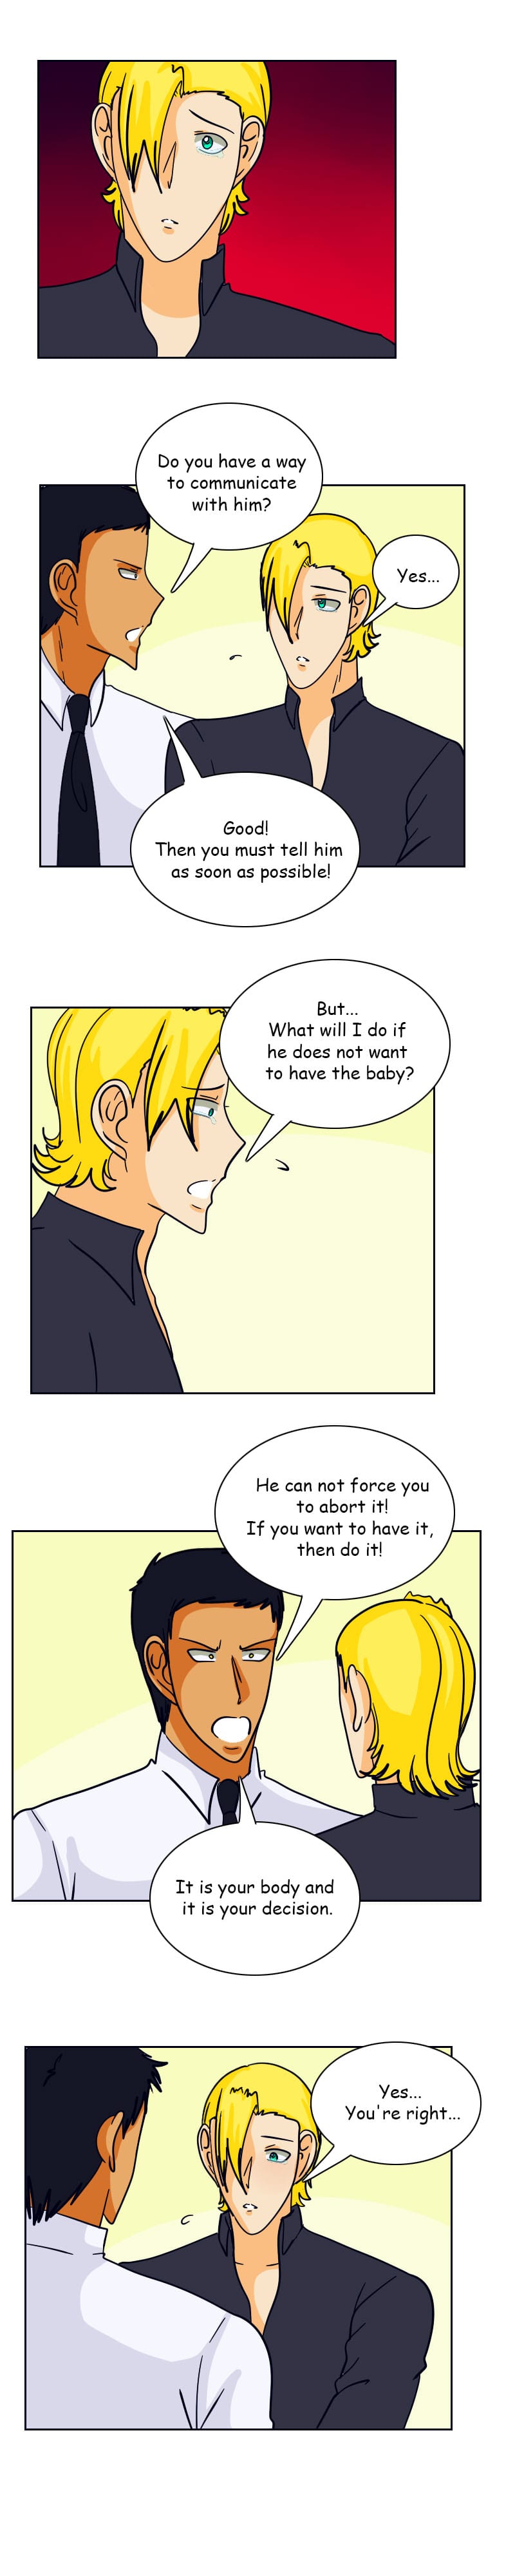 Do you have a way
to communicate
with him?
Yes...
Good!
Then you must tell him
as soon as possible!
But...
What will I do if
he does not want
to have the baby?
He can not force you
to abort it!
If you want to have it,
then do it!
It is your body and
it is your decision.
Yes...
You're right...